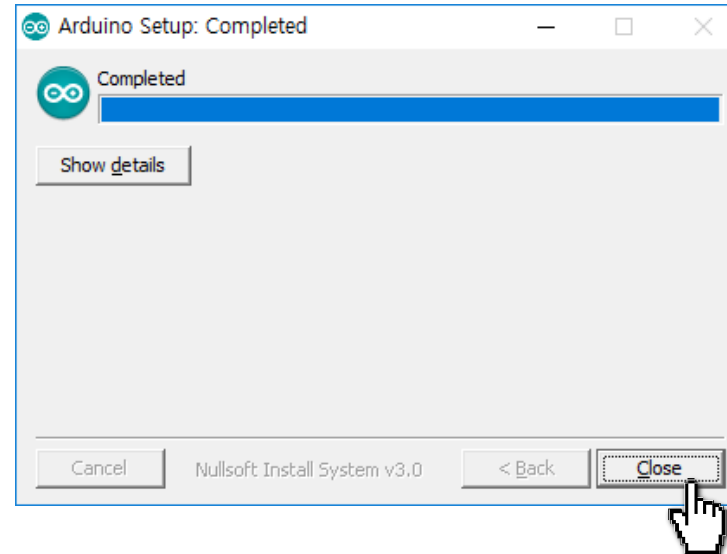 Arduino Setup: Completed
Completed
Show details
Cancel
Nullsoft Install System v3.0
< Back
Close